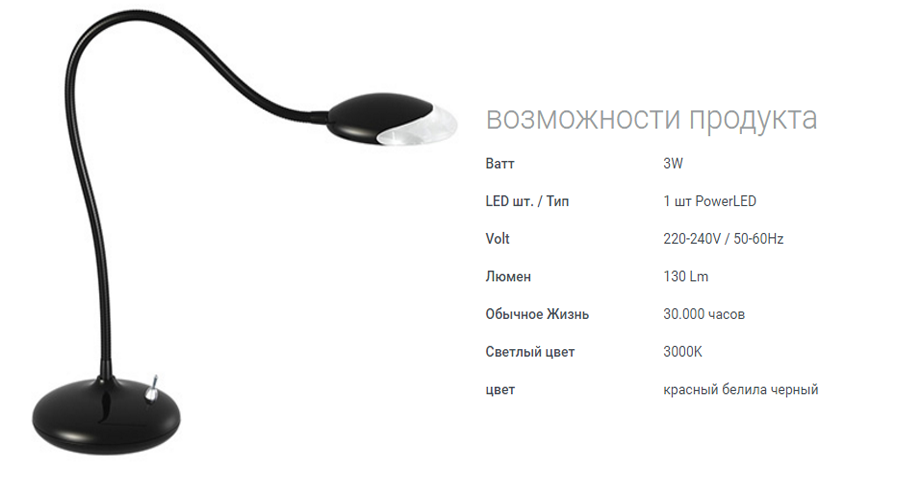 возможности продукта
Ватт 3W
LED шт. / Тип 1 шт PowerLED
Volt 220-240V / 50-60Hz
Люмен 130 Lm
Обычное Жизнь 30.000 часов
Светлый цвет 3000K
цвет красный белила черный